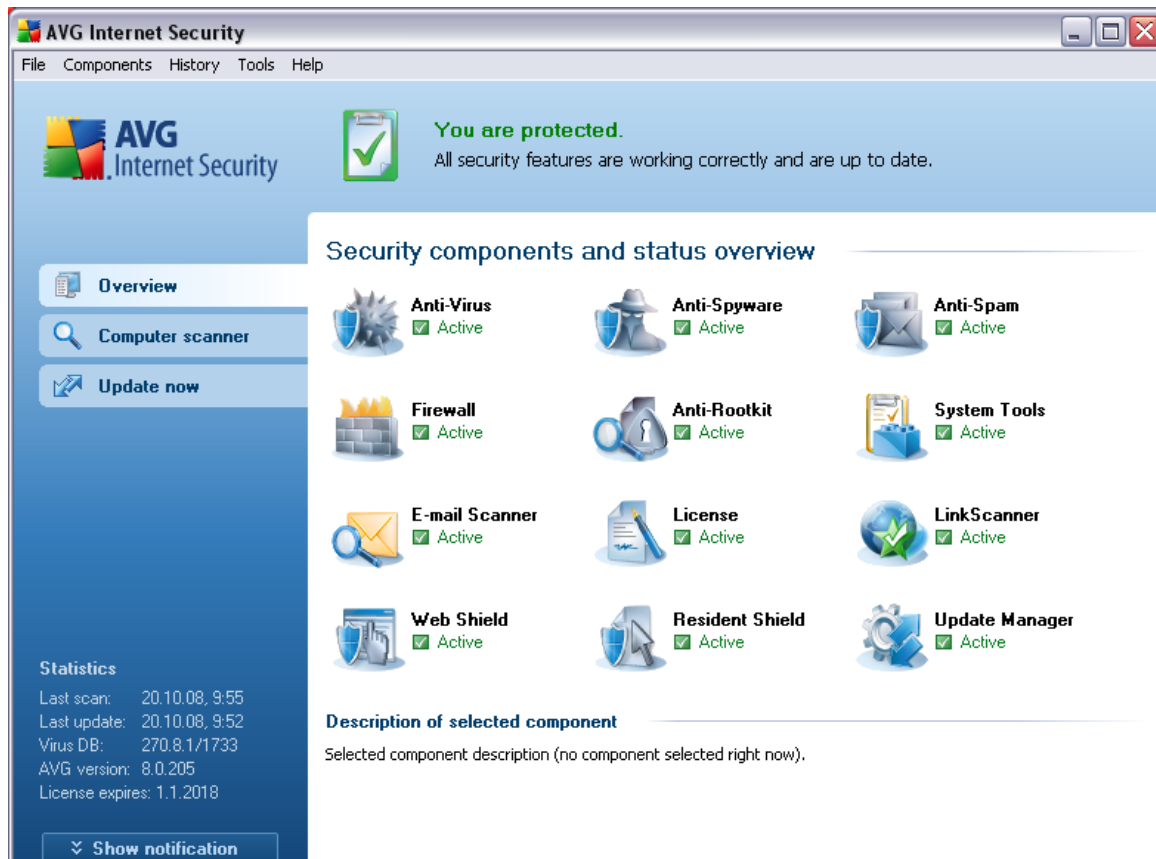 AVG Internet Security
File Components History Tools Help
AVG
Internet Security
You are protected.
All security features are working correctly and are up to date.
Overview
Computer scanner
Update now
Security components and status overview
Anti-Virus
Active
Anti-Spyware
Active
Anti-Spam
Active
Firewall
Active
Anti-Rootkit
Active
System Tools
Active
E-mail Scanner
Active
License
Active
LinkScanner
Active
Web Shield
Active
Resident Shield
Active
Update Manager
Active
Description of selected component
Selected component description (no component selected right now).
Statistics
Last scan: 20.10.08, 9:55
Last update: 20.10.08, 9:52
Virus DB: 270.8.1/1733
AVG version: 8.0.205
License expires: 1.1.2018
Show notification